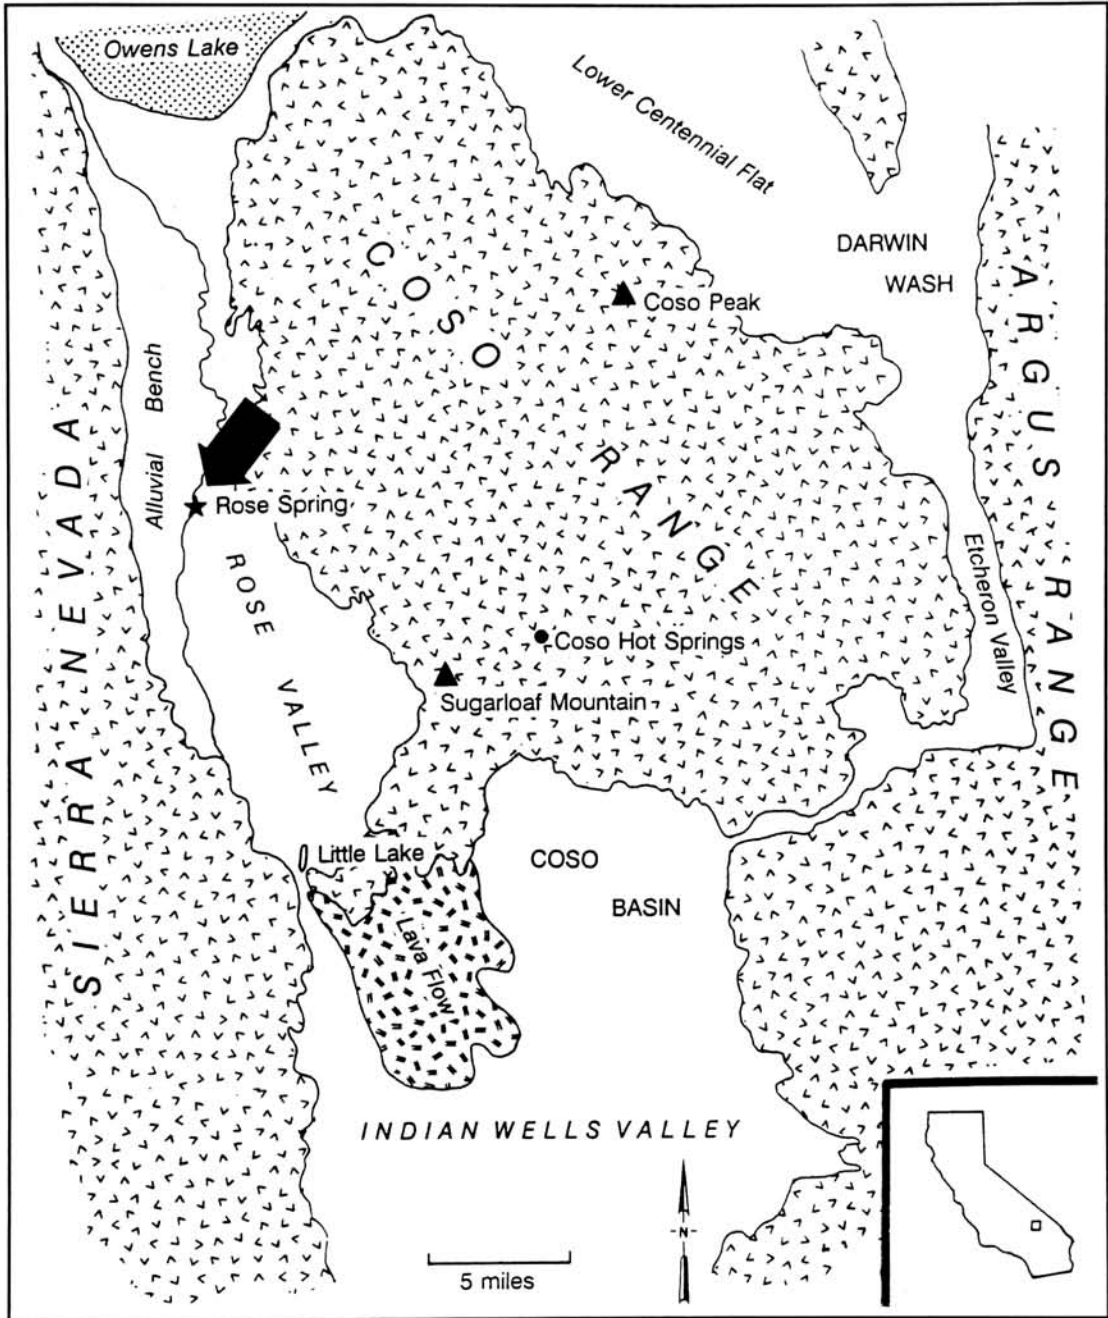 Owens Lake
Lower Centennial Flat
DARWIN
WASH
COSO
RANGE
Coso Peak
ARGUS RANGE
SIERRA NEVADA
Alluvial Bench
Rose Spring
ROSE VALLEY
Etcheron Valley
Coso Hot Springs
Sugarloaf Mountain
Little Lake
Lava Flow
COSO
BASIN
INDIAN WELLS VALLEY
N
5 miles